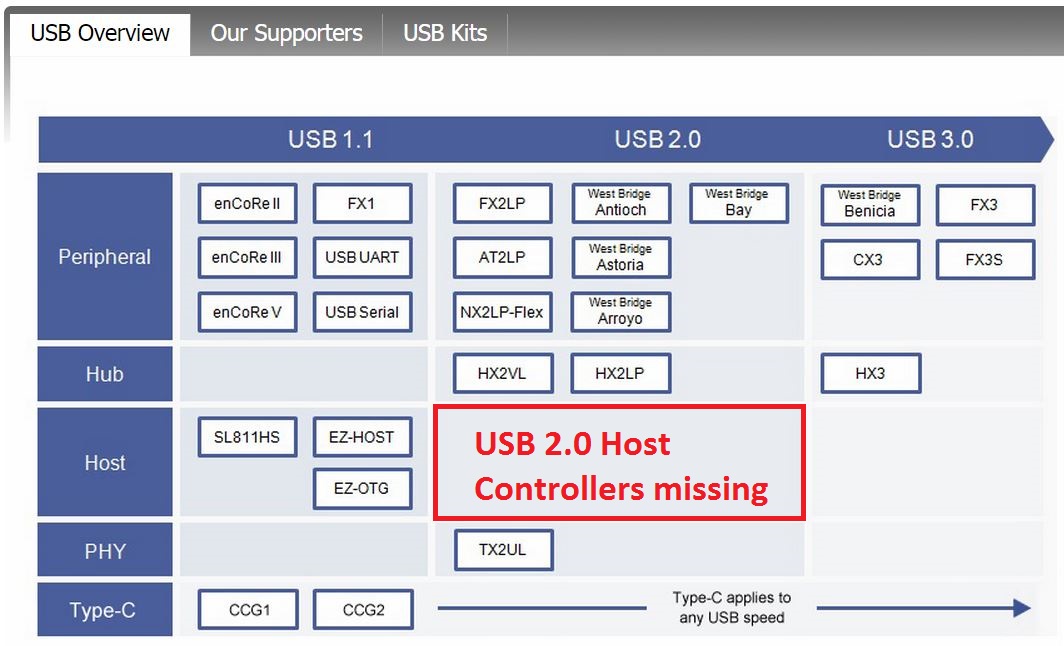 USB Overview
Our Supporters
USB Kits
USB 1.1
USB 2.0
USB 3.0
Peripheral
enCoRe II
FX1
FX2LP
West Bridge
Antioch
West Bridge
Bay
West Bridge
Benicia
FX3
enCoRe III
USB UART
AT2LP
West Bridge
Astoria
CX3
FX3S
enCoRe V
USB Serial
NX2LP-Flex
West Bridge
Arroyo
Hub
HX2VL
HX2LP
HX3
Host
SL811HS
EZ-HOST
EZ-OTG
USB 2.0 Host
Controllers missing
PHY
TX2UL
Type-C
CCG1
CCG2
Type-C applies to
any USB speed